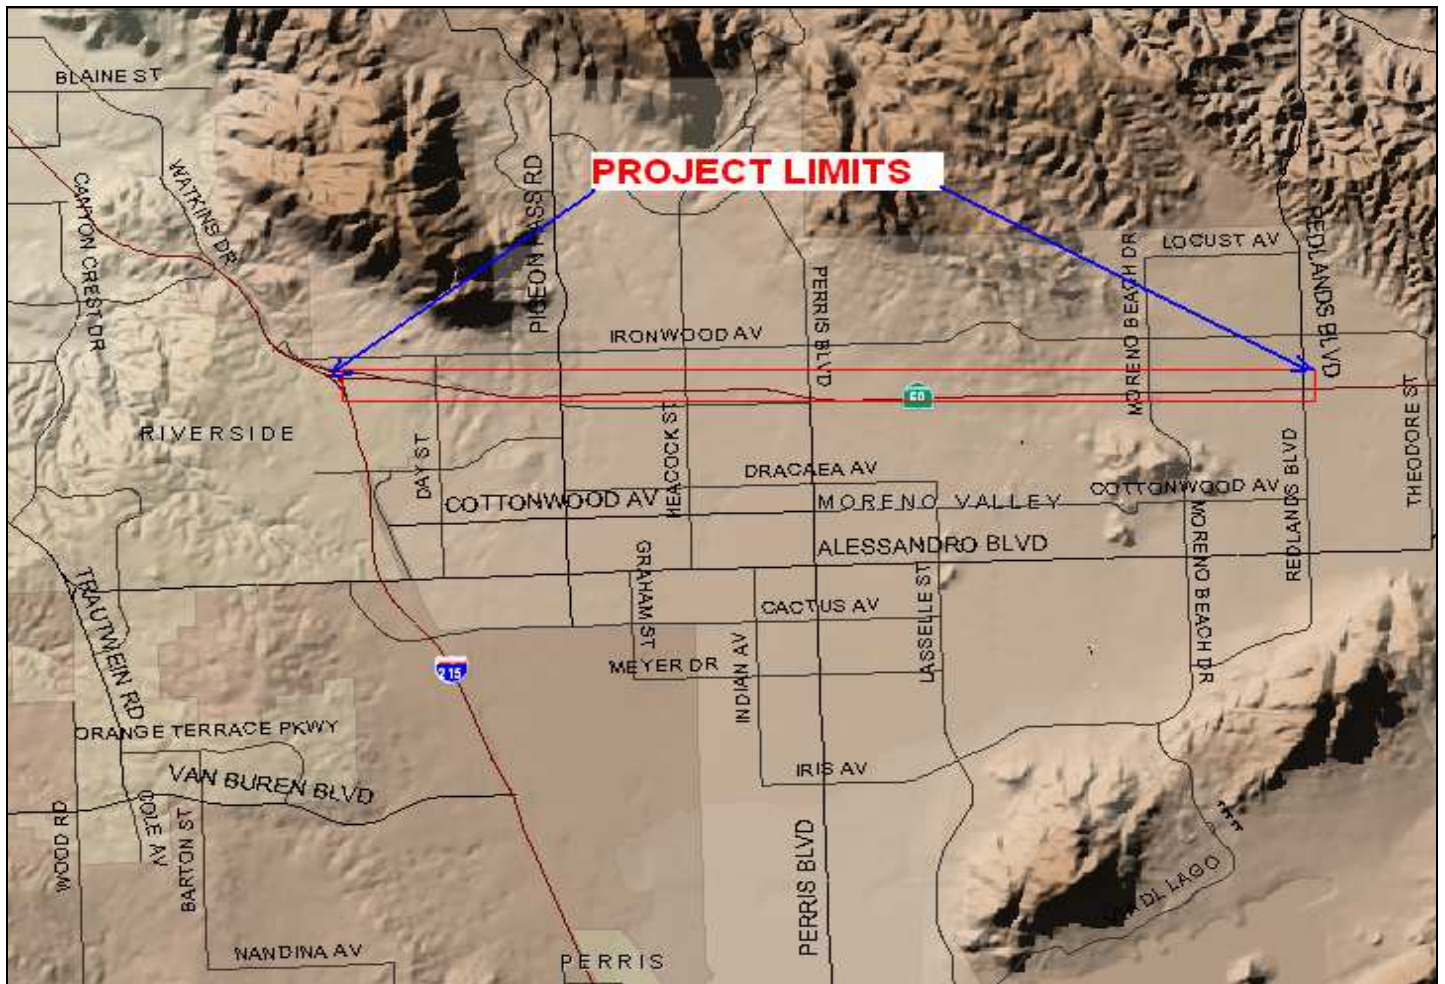 BLAINE ST
WATKINS DR
CANYON CREST DR
PIGEON PASS RD
PROJECT LIMITS
LOCUST AV
REDLANDS BLVD
MORENO BEACH DR
PERRIS BLVD
IRONWOOD AV
60
RIVERSIDE
DAY ST
HEACOCK ST
THEODORE ST
DRACAEA AV
COTTONWOOD AV
MORENO VALLEY
COTTONWOOD AV
REDLANDS BLVD
ALESSANDRO BLVD
GRAHAM ST
MORENO BEACH DR
LASSELLE ST
CACTUS AV
TRAUTWEIN RD
INDIAN AV
MEYER DR
215
ORANGE TERRACE PKWY
VAN BUREN BLVD
IRIS AV
WOOD RD
COLE AV
BARTON ST
PERRIS BLVD
DL LAGO
NANDINA AV
PERRIS